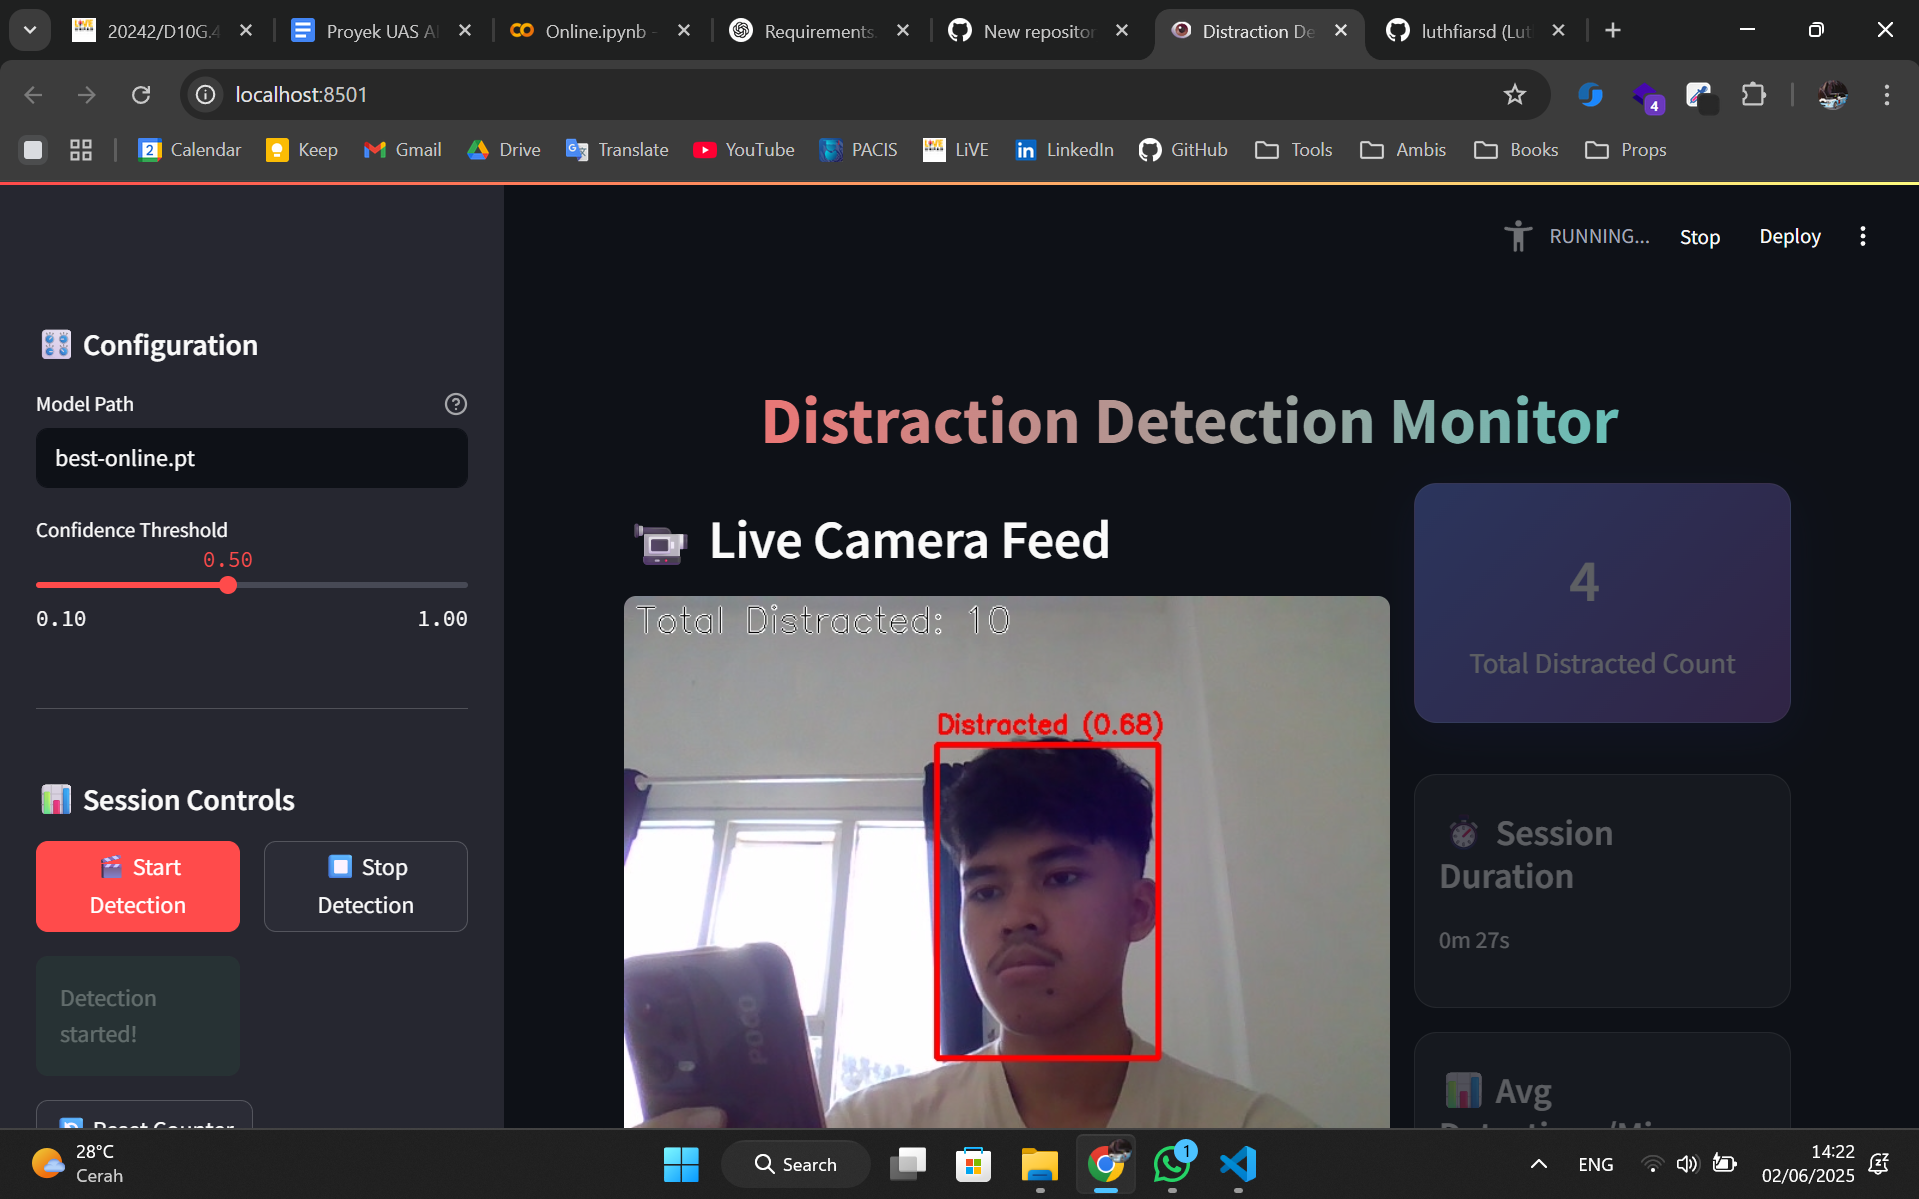 20242/D10G.4
Proyek UAS AI
Online.ipynb -
Requirements.
New repositor
Distraction De
luthfiarsd (Lut
localhost:8501
4
2
Calendar
Keep
Gmail
Drive
Translate
YouTube
PACIS
LiVE
LinkedIn
GitHub
Tools
Ambis
Books
Props
RUNNING...
Stop
Deploy
Configuration
Model Path
best-online.pt
Confidence Threshold
0.50
0.10 1.00
Session Controls
Start
Detection
Stop
Detection
Detection
started!
Reset Counter
Distraction Detection Monitor
Live Camera Feed
Total Distracted: 10
Distracted (0.68)
POCO
4
Total Distracted Count
Session
Duration
0m 27s
Avg
28°C
Cerah
Search
1
ENG
14:22
02/06/2025